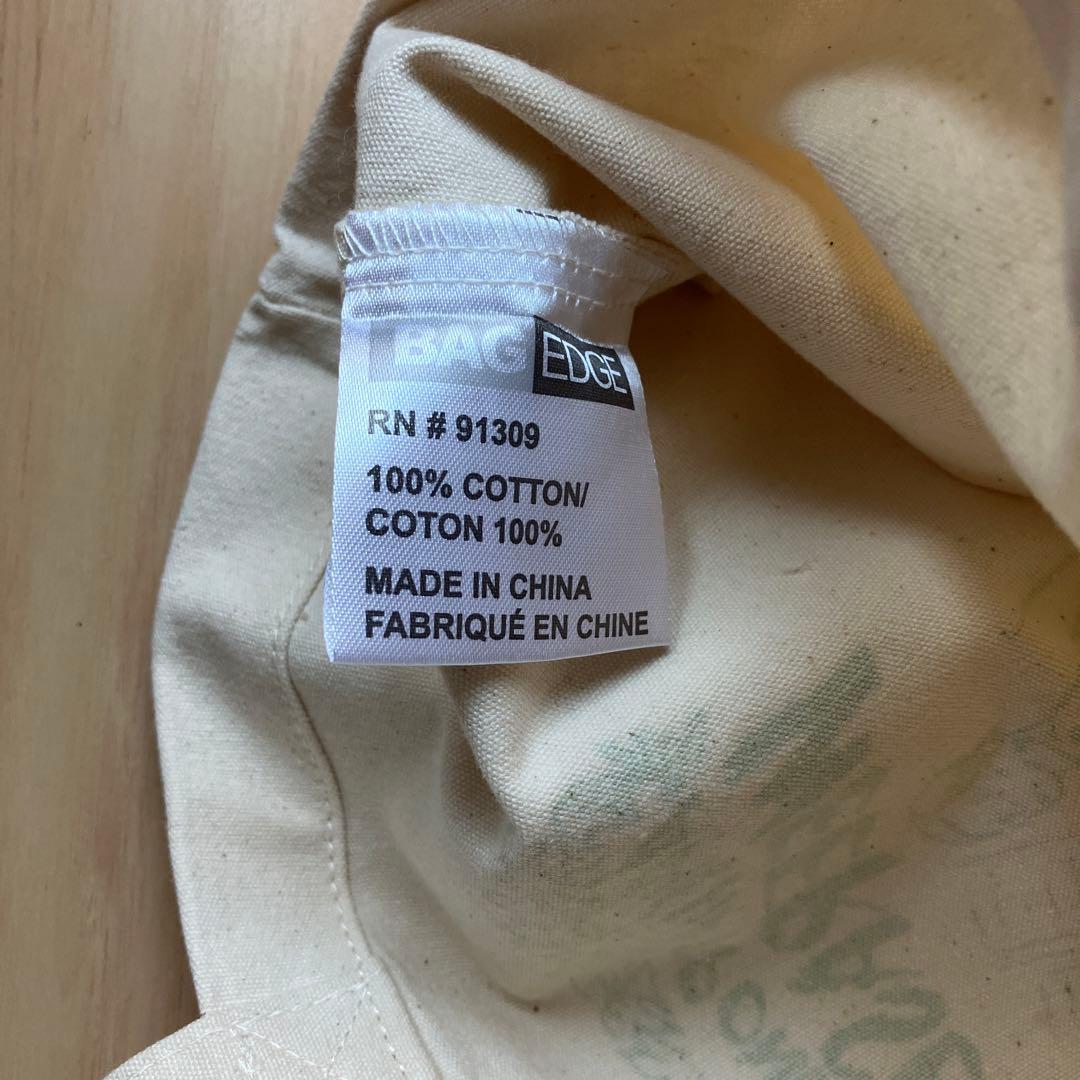 BAG EDGE
RN # 91309
100% COTTON/
COTON 100%
MADE IN CHINA
FABRIQUÉ EN CHINE